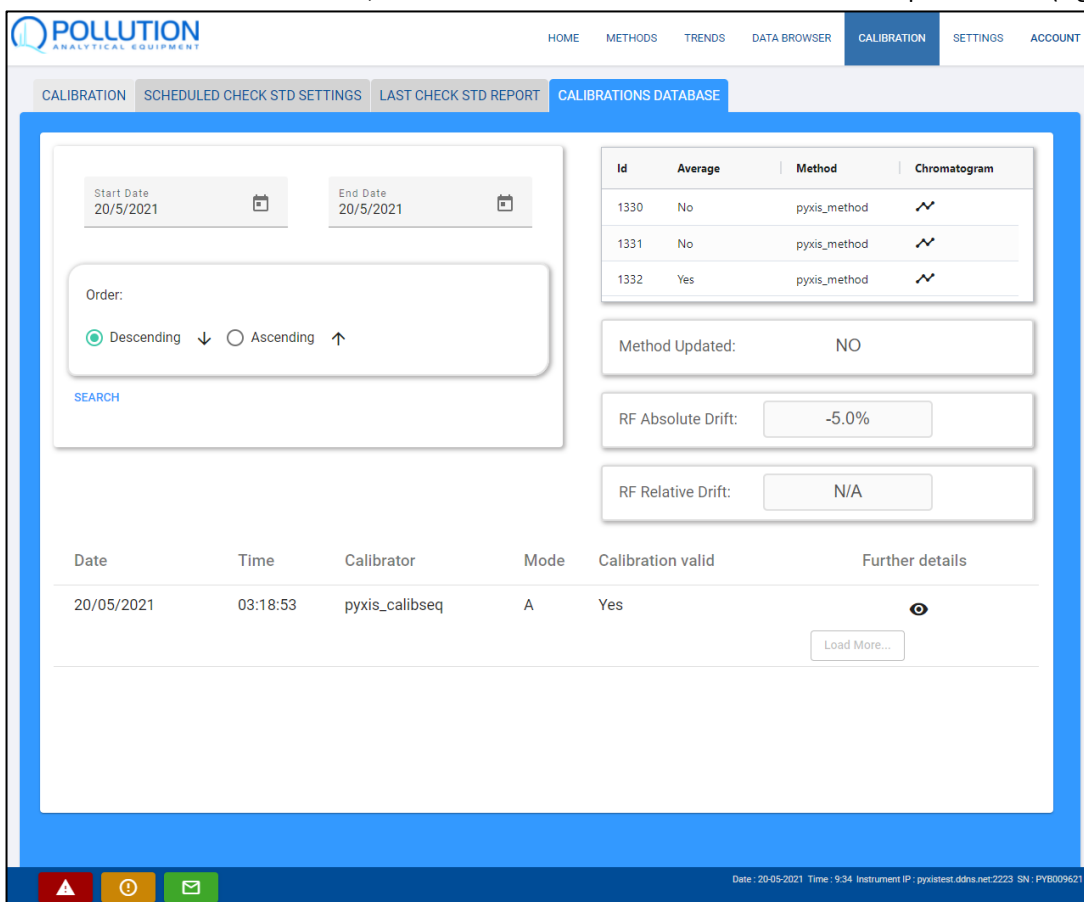 POLLUTION
ANALYTICAL EQUIPMENT
HOME METHODS TRENDS DATA BROWSER CALIBRATION SETTINGS ACCOUNT
CALIBRATION SCHEDULED CHECK STD SETTINGS LAST CHECK STD REPORT CALIBRATIONS DATABASE
Start Date
20/5/2021
End Date
20/5/2021
Order:
Descending ↓ Ascending ↑
SEARCH
Id Average Method Chromatogram
1330 No pyxis_method
1331 No pyxis_method
1332 Yes pyxis_method
Method Updated: NO
RF Absolute Drift: -5.0%
RF Relative Drift: N/A
Date Time Calibrator Mode Calibration valid Further details
20/05/2021 03:18:53 pyxis_calibseq A Yes
Load More...
Date : 20-05-2021 Time : 9:34 Instrument IP : pyxistest.ddns.net:2223 SN : PYB009621